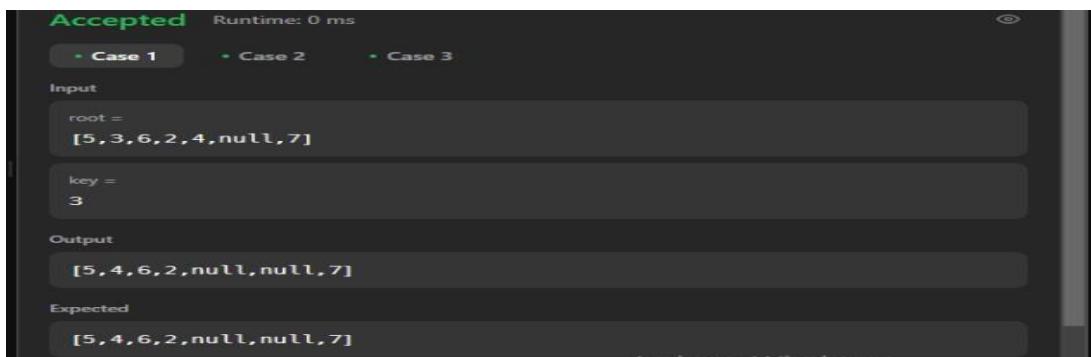 Accepted Runtime: 0 ms
• Case 1 • Case 2 • Case 3
Input
root =
[5,3,6,2,4,null,7]
key =
3
Output
[5,4,6,2,null,null,7]
Expected
[5,4,6,2,null,null,7]